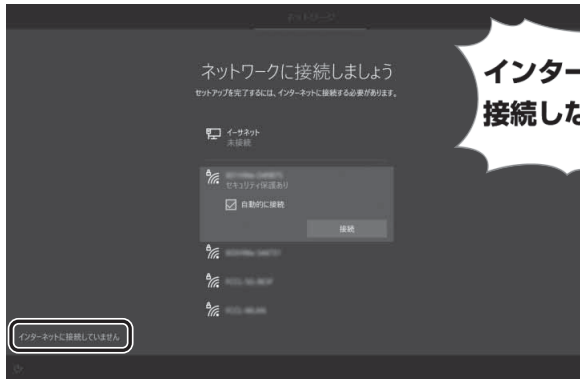 ネットワーク
インター
接続しな
ネットワークに接続しましょう
セットアップを完了するには、インターネットに接続する必要があります。
イーサネット
未接続
セキュリティ保護あり
自動的に接続
接続
インターネットに接続していません